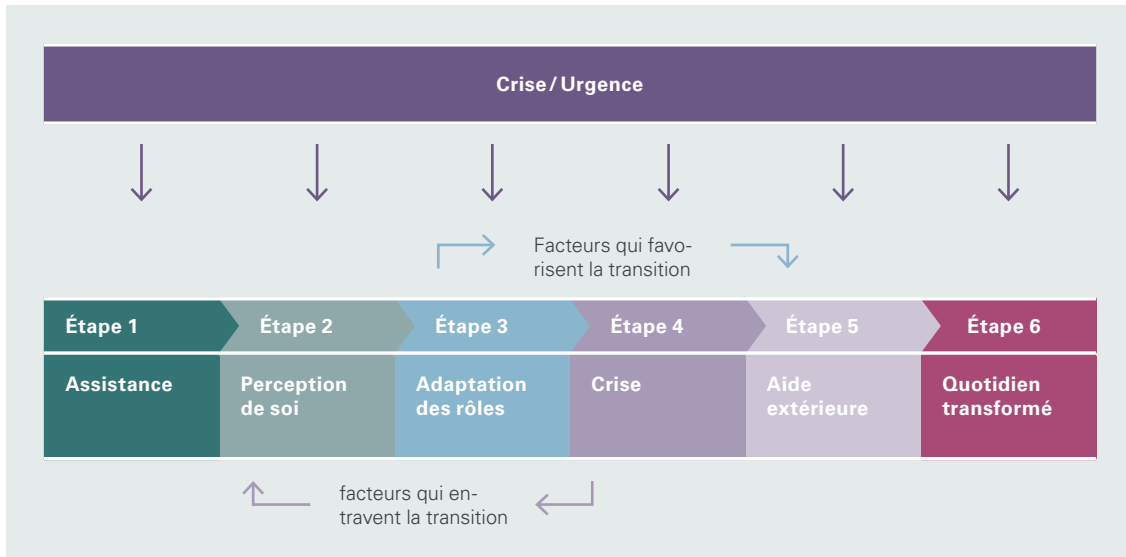 Crise / Urgence
Facteurs qui favo-
risent la transition
Étape 1
Étape 2
Étape 3
Étape 4
Étape 5
Étape 6
Assistance
Perception
de soi
Adaptation
des rôles
Crise
Aide
extérieure
Quotidien
transformé
facteurs qui en-
travent la transition